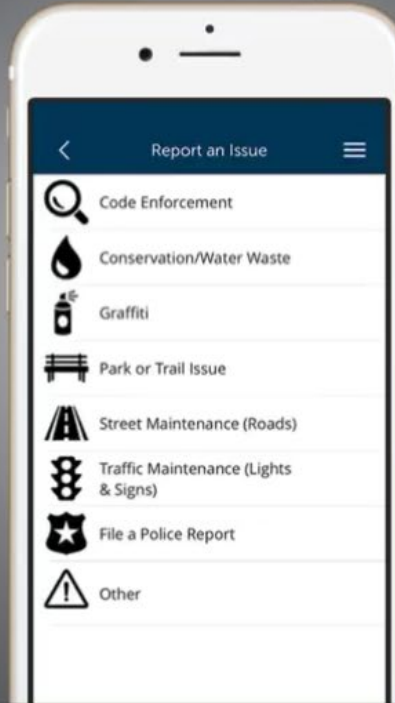 Report an Issue
Code Enforcement
Conservation/Water Waste
Graffiti
Park or Trail Issue
Street Maintenance (Roads)
Traffic Maintenance (Lights
& Signs)
File a Police Report
Other